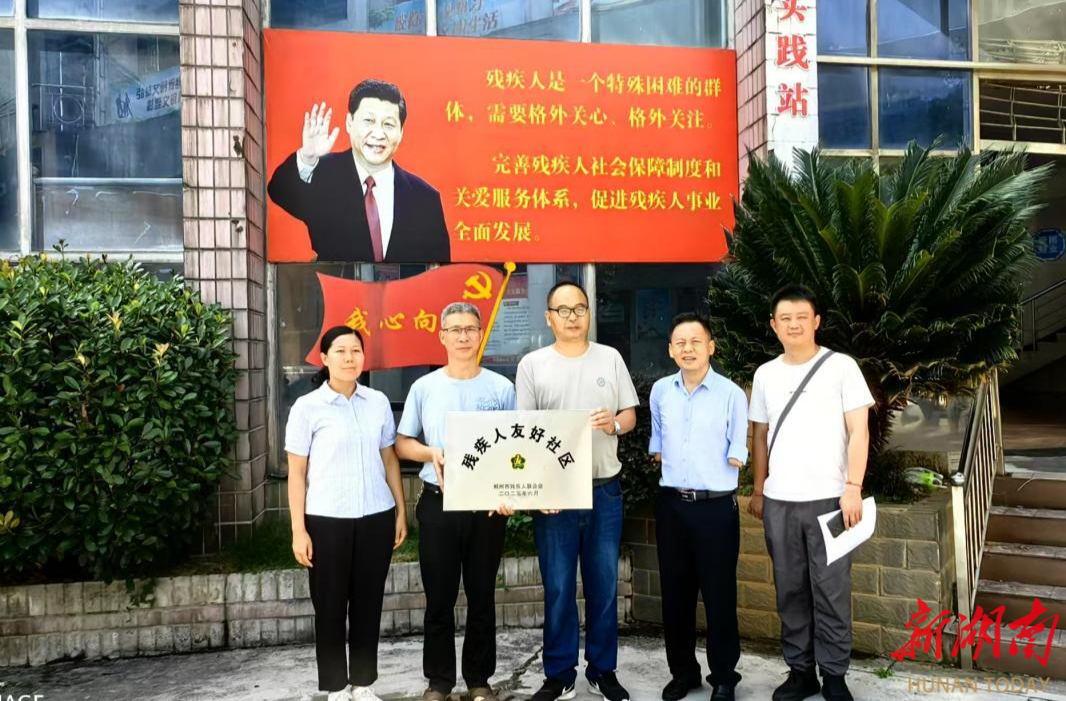 残疾人是一个特殊困难的群
体，需要格外关心、格外关注。
完善残疾人社会保障制度和
关爱服务体系，促进残疾人事业
全面发展。
实践站
我心向
残疾人友好社区
郴州市残疾人联合会
二〇二五年六月
新湖南
HUNAN TODAY